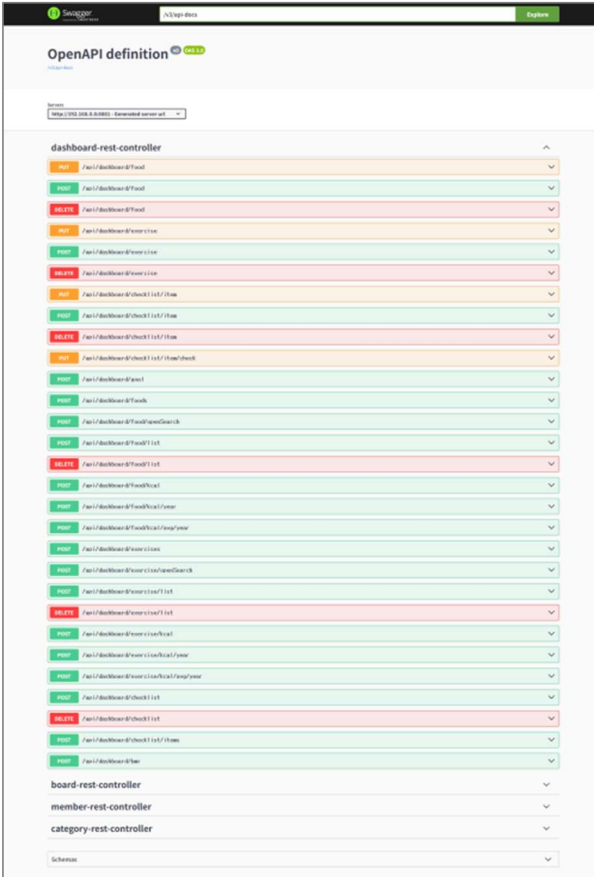 Swagger
/v3/api-docs
Explore
OpenAPI definition v0 OAS 3.0
/v3/api-docs
Servers
dashboard-rest-controller
PUT /api/dashboard/food
POST /api/dashboard/food
DELETE /api/dashboard/food
PUT /api/dashboard/exercise
POST /api/dashboard/exercise
DELETE /api/dashboard/exercise
PUT /api/dashboard/checklist/item
POST /api/dashboard/checklist/item
DELETE /api/dashboard/checklist/item
PUT /api/dashboard/checklist/item/check
POST /api/dashboard/goal
POST /api/dashboard/foods
POST /api/dashboard/food/openSearch
POST /api/dashboard/food/list
DELETE /api/dashboard/food/list
POST /api/dashboard/food/kcal
POST /api/dashboard/food/kcal/year
POST /api/dashboard/food/kcal/avg/year
POST /api/dashboard/exercises
POST /api/dashboard/exercise/openSearch
POST /api/dashboard/exercise/list
DELETE /api/dashboard/exercise/list
POST /api/dashboard/exercise/kcal
POST /api/dashboard/exercise/kcal/year
POST /api/dashboard/exercise/kcal/avg/year
POST /api/dashboard/checklist
DELETE /api/dashboard/checklist
POST /api/dashboard/checklist/items
POST /api/dashboard/bmr
board-rest-controller
member-rest-controller
category-rest-controller
Schemas